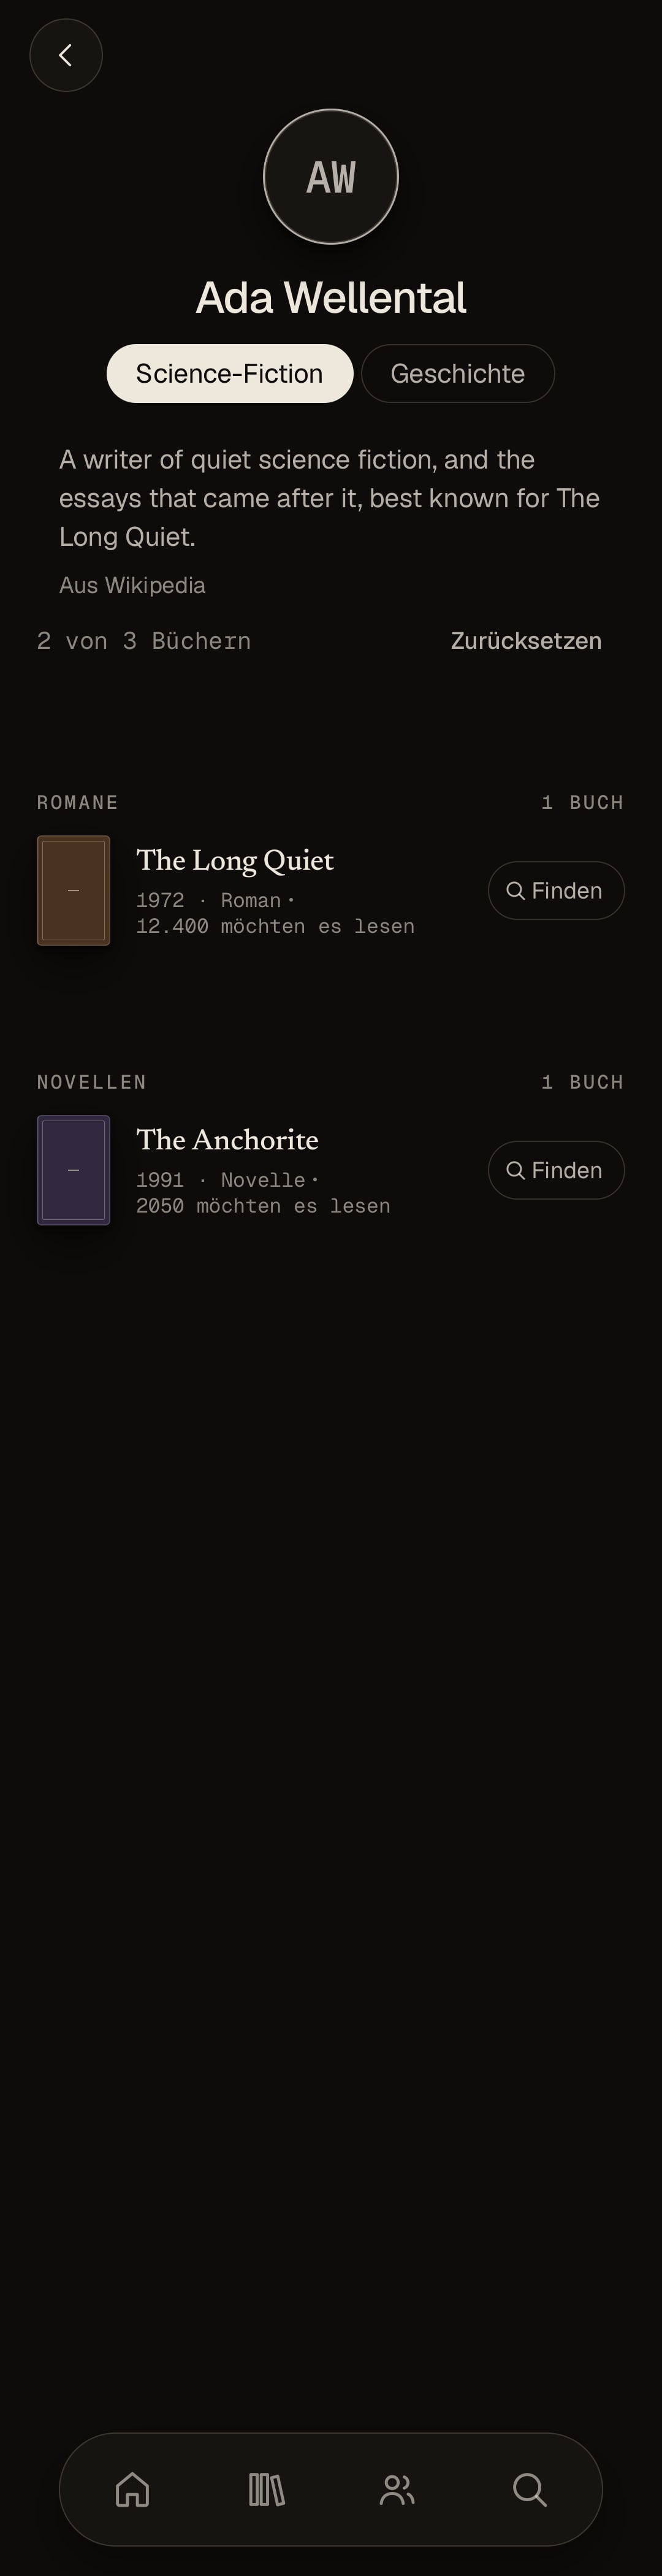 AW
Ada Wellental
Science-Fiction
Geschichte
A writer of quiet science fiction, and the
essays that came after it, best known for The
Long Quiet.
Aus Wikipedia
2 von 3 Büchern
Zurücksetzen
ROMANE
1 BUCH
The Long Quiet
1972 · Roman ·
12.400 möchten es lesen
Finden
NOVELLEN
1 BUCH
The Anchorite
1991 · Novelle ·
2050 möchten es lesen
Finden